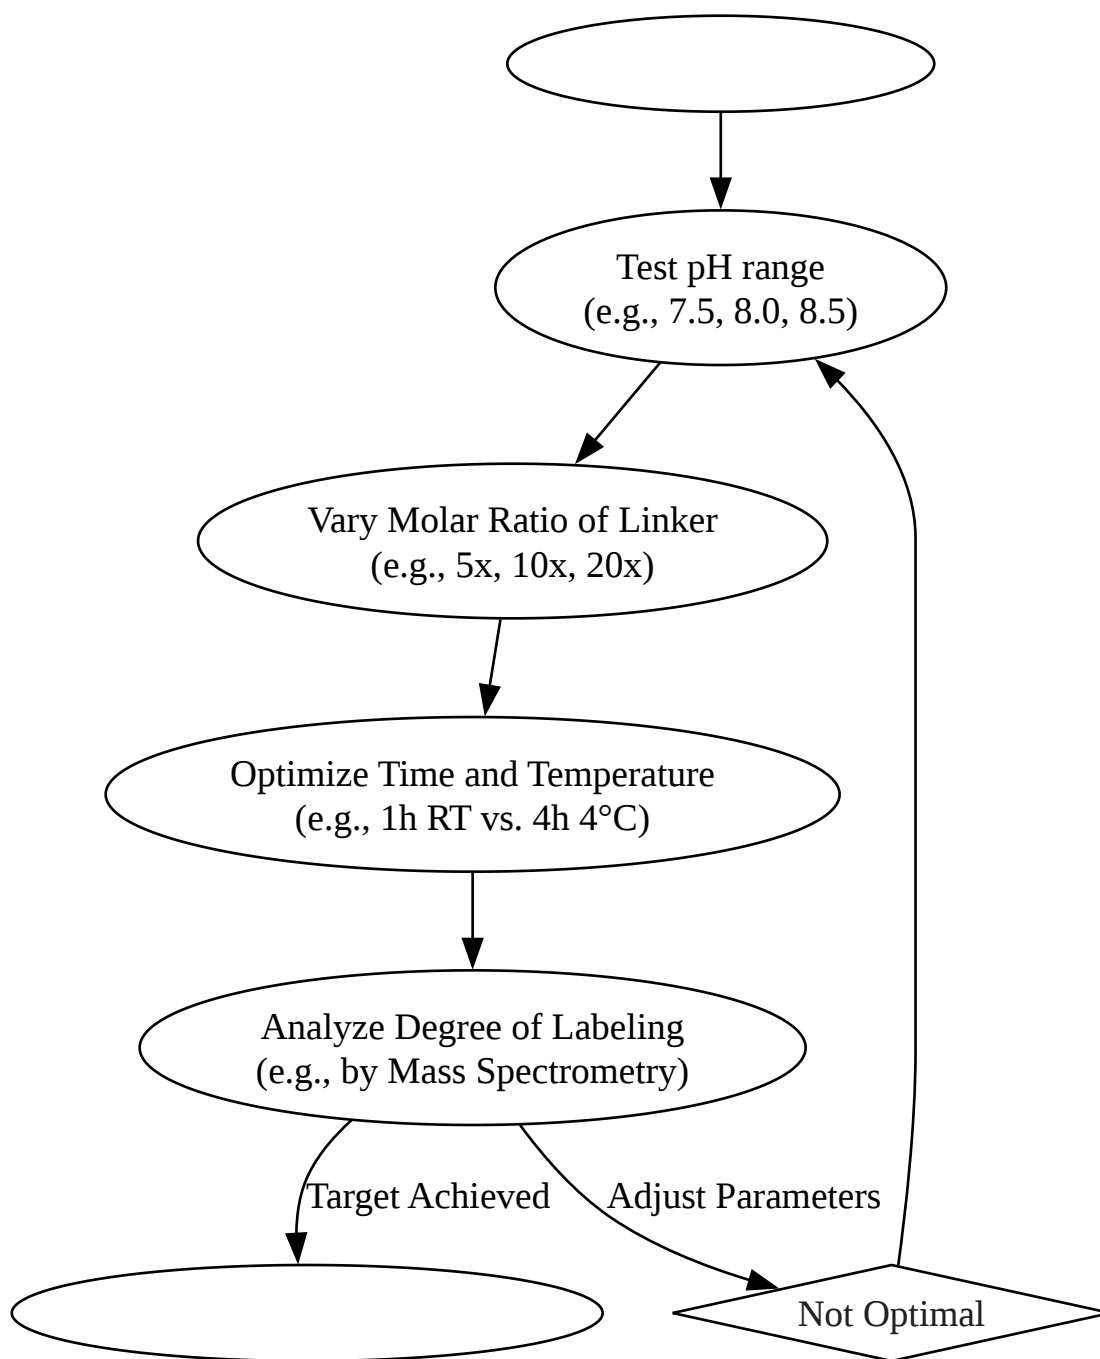 Test pH range
(e.g., 7.5, 8.0, 8.5)
Vary Molar Ratio of Linker
(e.g., 5x, 10x, 20x)
Optimize Time and Temperature
(e.g., 1h RT vs. 4h 4°C)
Analyze Degree of Labeling
(e.g., by Mass Spectrometry)
Target Achieved
Adjust Parameters
Not Optimal